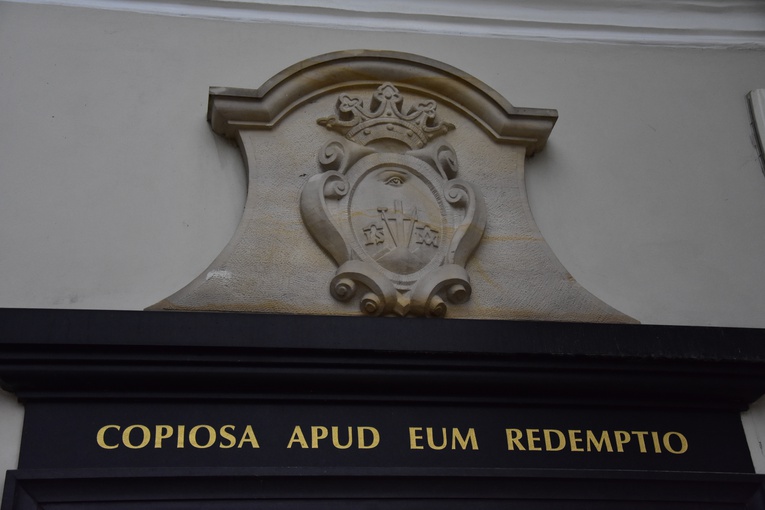 COPIOSA APUD EUM REDEMPTIO